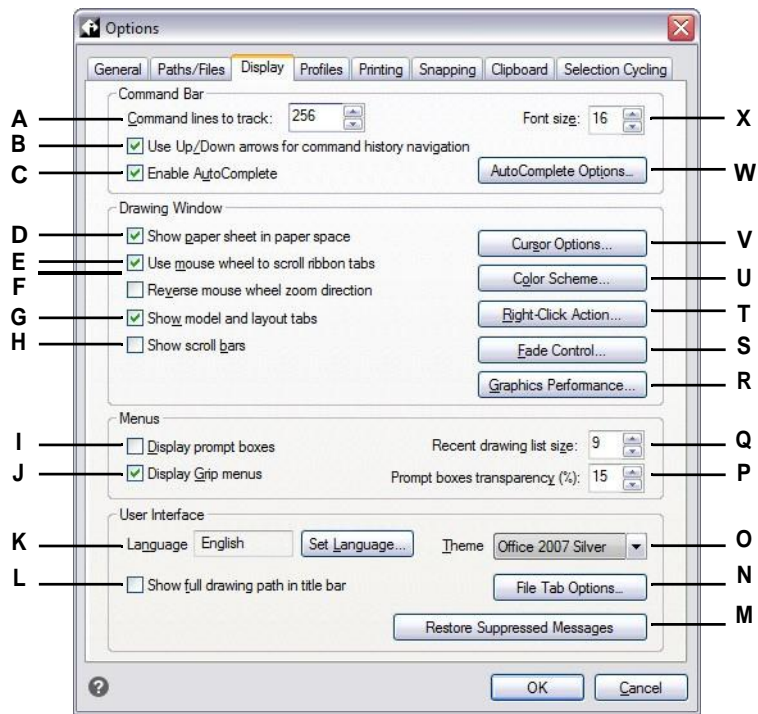 Options
General Paths/Files Display Profiles Printing Snapping Clipboard Selection Cycling
Command Bar
A Command lines to track: 256 Font size: 16 X
B Use Up/Down arrows for command history navigation
C Enable AutoComplete AutoComplete Options... W
Drawing Window
D Show paper sheet in paper space Cursor Options... V
E Use mouse wheel to scroll ribbon tabs Color Scheme... U
F Reverse mouse wheel zoom direction
G Show model and layout tabs Right-Click Action... T
H Show scroll bars Fade Control... S
Graphics Performance... R
Menus
I Display prompt boxes Recent drawing list size: 9 Q
J Display Grip menus Prompt boxes transparency (%): 15 P
User Interface
K Language English Set Language... Theme Office 2007 Silver O
L Show full drawing path in title bar File Tab Options... N
Restore Suppressed Messages M
? OK Cancel